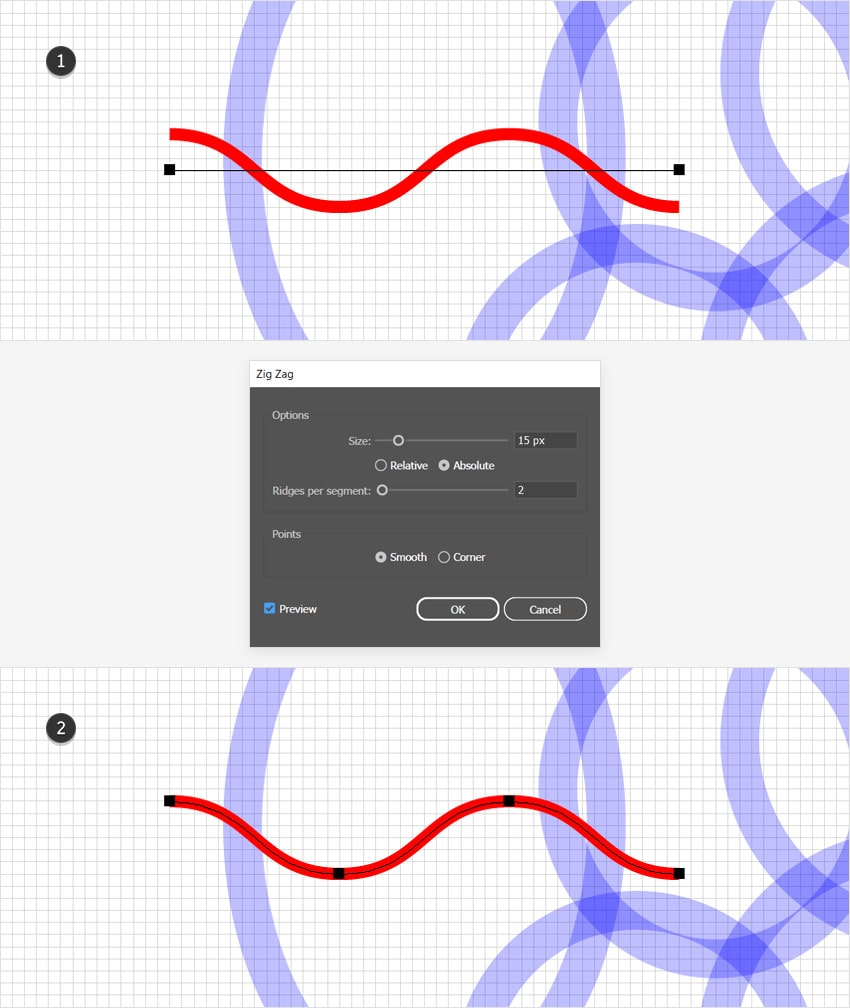 1
Zig Zag
Options
Size: 15 px
Relative Absolute
Ridges per segment: 2
Points
Smooth Corner
Preview OK Cancel
2